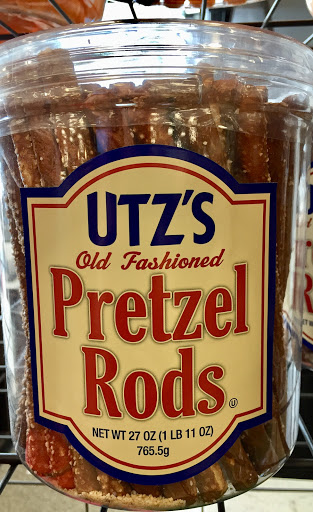 UTZ'S
Old Fashioned
Pretzel
Rods
NET WT 27 OZ (1 LB 11 OZ)
765.5g